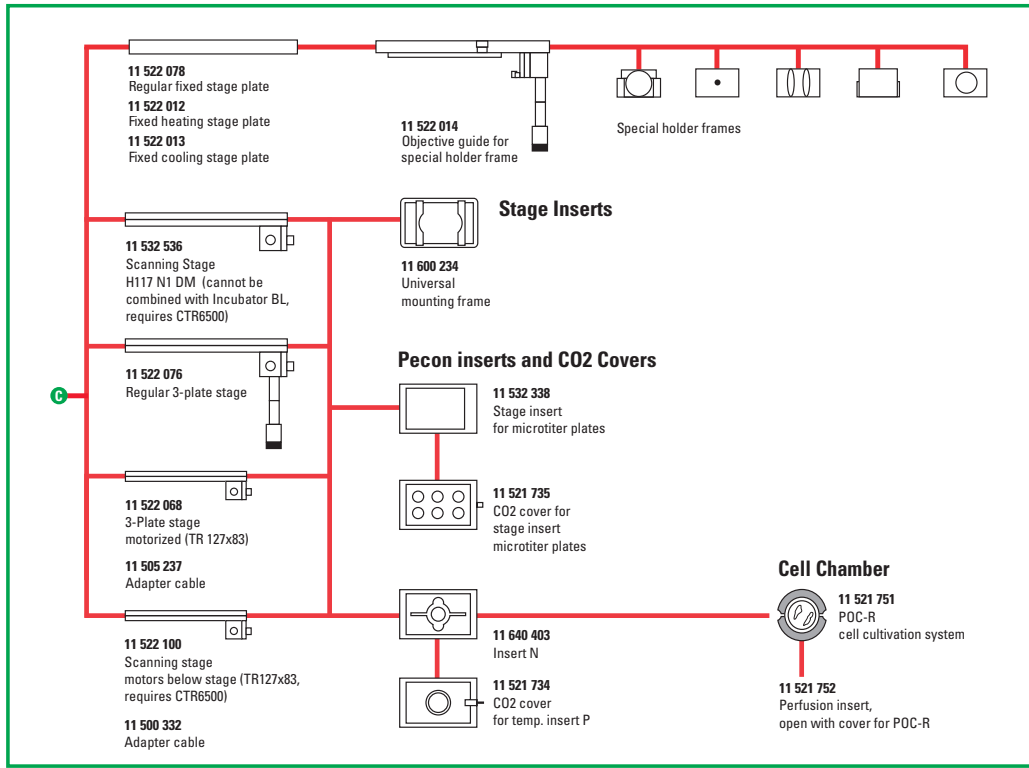 11 522 078
Regular fixed stage plate
11 522 012
Fixed heating stage plate
11 522 013
Fixed cooling stage plate
11 522 014
Objective guide for
special holder frame
Special holder frames
Stage Inserts
11 532 536
Scanning Stage
H117 N1 DM (cannot be
combined with Incubator BL,
requires CTR6500)
11 600 234
Universal
mounting frame
11 522 076
Regular 3-plate stage
C
Pecon inserts and CO2 Covers
11 532 338
Stage insert
for microtiter plates
11 522 068
3-Plate stage
motorized (TR 127x83)
11 505 237
Adapter cable
11 521 735
CO2 cover for
stage insert
microtiter plates
Cell Chamber
11 521 751
POC-R
cell cultivation system
11 522 100
Scanning stage
motors below stage (TR127x83,
requires CTR6500)
11 500 332
Adapter cable
11 640 403
Insert N
11 521 734
CO2 cover
for temp. insert P
11 521 752
Perfusion insert,
open with cover for POC-R